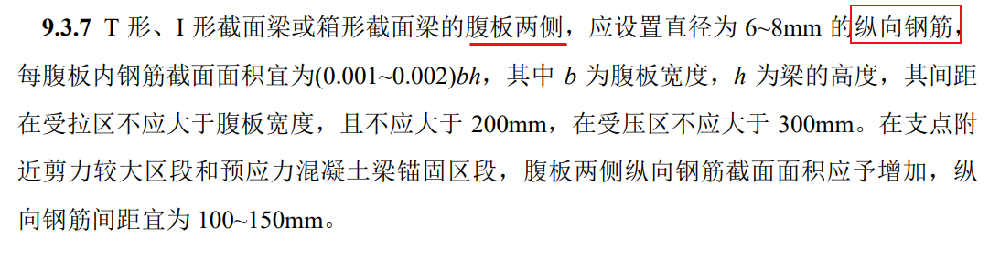 9.3.7 T 形、I 形截面梁或箱形截面梁的腹板两侧，应设置直径为 6~8mm 的纵向钢筋，
每腹板内钢筋截面面积宜为(0.001~0.002)bh，其中 b 为腹板宽度，h 为梁的高度，其间距
在受拉区不应大于腹板宽度，且不应大于 200mm，在受压区不应大于 300mm。在支点附
近剪力较大区段和预应力混凝土梁锚固区段，腹板两侧纵向钢筋截面面积应予增加，纵
向钢筋间距宜为 100~150mm。